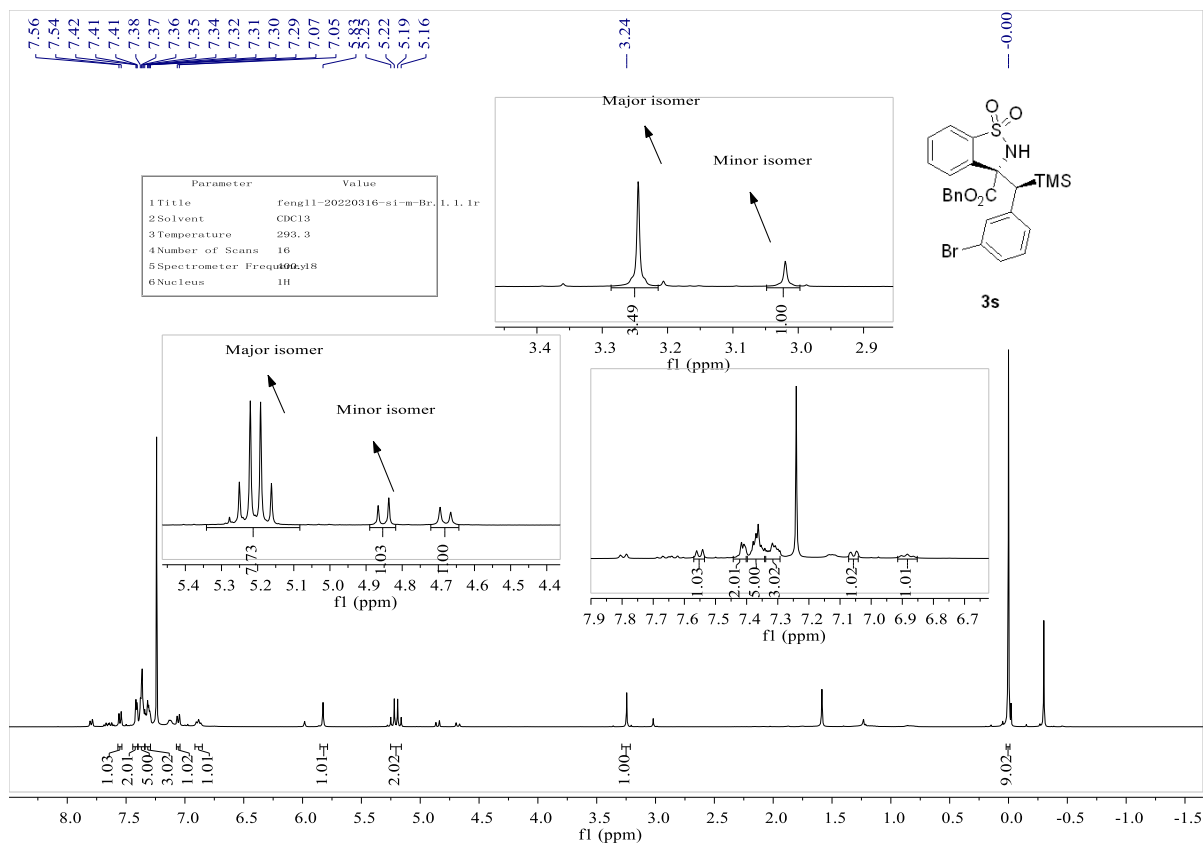 7.56
7.54
7.42
7.41
7.41
7.38
7.37
7.36
7.35
7.34
7.32
7.31
7.30
7.29
7.07
7.05
5.83
5.25
5.22
5.19
5.16
3.24
-0.00
Parameter Value
1 Title fengll-20220316-si-m-Br.1.1.1r
2 Solvent CDCl3
3 Temperature 293.3
4 Number of Scans 16
5 Spectrometer
6 Nucleus 1H
Major isomer
Minor isomer
3.49
1.00
3.4 3.3 3.2 3.1 3.0 2.9
f1 (ppm)
O O
S
NH
TMS
BnO2C
Br
3s
Major isomer
Minor isomer
7.73
1.03
1.00
5.4 5.3 5.2 5.1 5.0 4.9 4.8 4.7 4.6 4.5 4.4
f1 (ppm)
1.03
2.01
5.00
3.02
1.02
1.01
7.9 7.8 7.7 7.6 7.5 7.4 7.3 7.2 7.1 7.0 6.9 6.8 6.7
f1 (ppm)
1.03
2.01
5.00
3.02
1.02
1.01
1.01
2.02
1.00
9.02
8.0 7.5 7.0 6.5 6.0 5.5 5.0 4.5 4.0 3.5 3.0 2.5 2.0 1.5 1.0 0.5 0.0 -0.5 -1.0 -1.5
f1 (ppm)